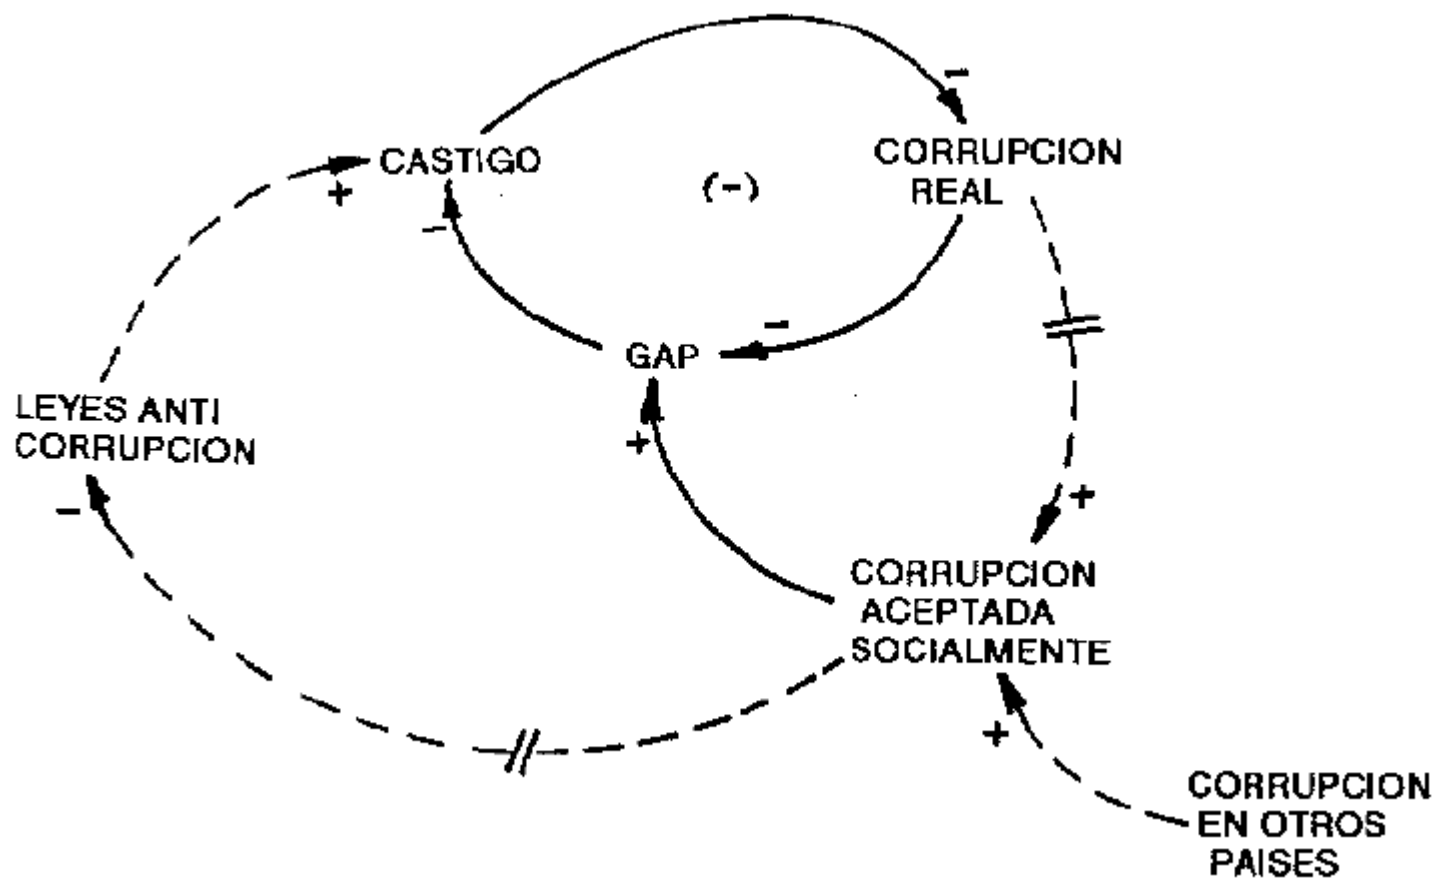 -
CASTIGO
+
(-)
CORRUPCION
REAL
-
-
GAP
LEYES ANTI
CORRUPCION
+
+
-
CORRUPCION
ACEPTADA
SOCIALMENTE
+
CORRUPCION
EN OTROS
PAISES